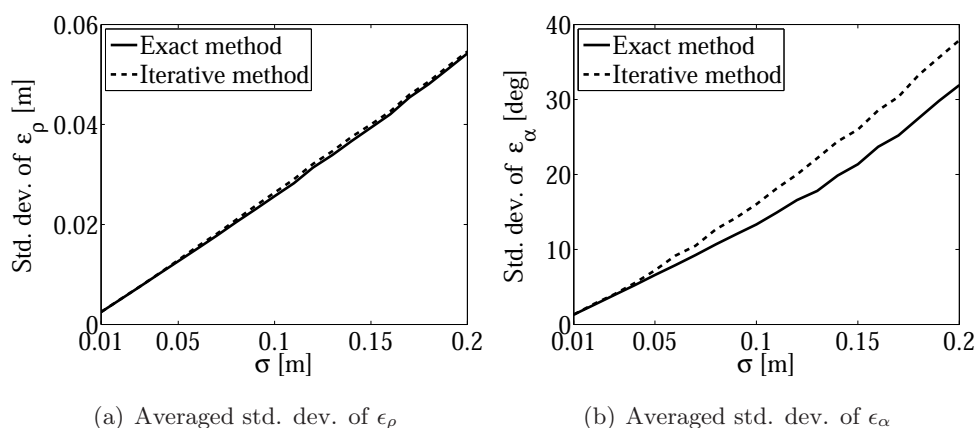 0.06
0.04
0.02
0
Std. dev. of ε_ρ [m]
Exact method
Iterative method
0.01 0.05 0.1 0.15 0.2
σ [m]
(a) Averaged std. dev. of ϵ_ρ
40
30
20
10
0
Std. dev. of ε_α [deg]
Exact method
Iterative method
0.01 0.05 0.1 0.15 0.2
σ [m]
(b) Averaged std. dev. of ϵ_α